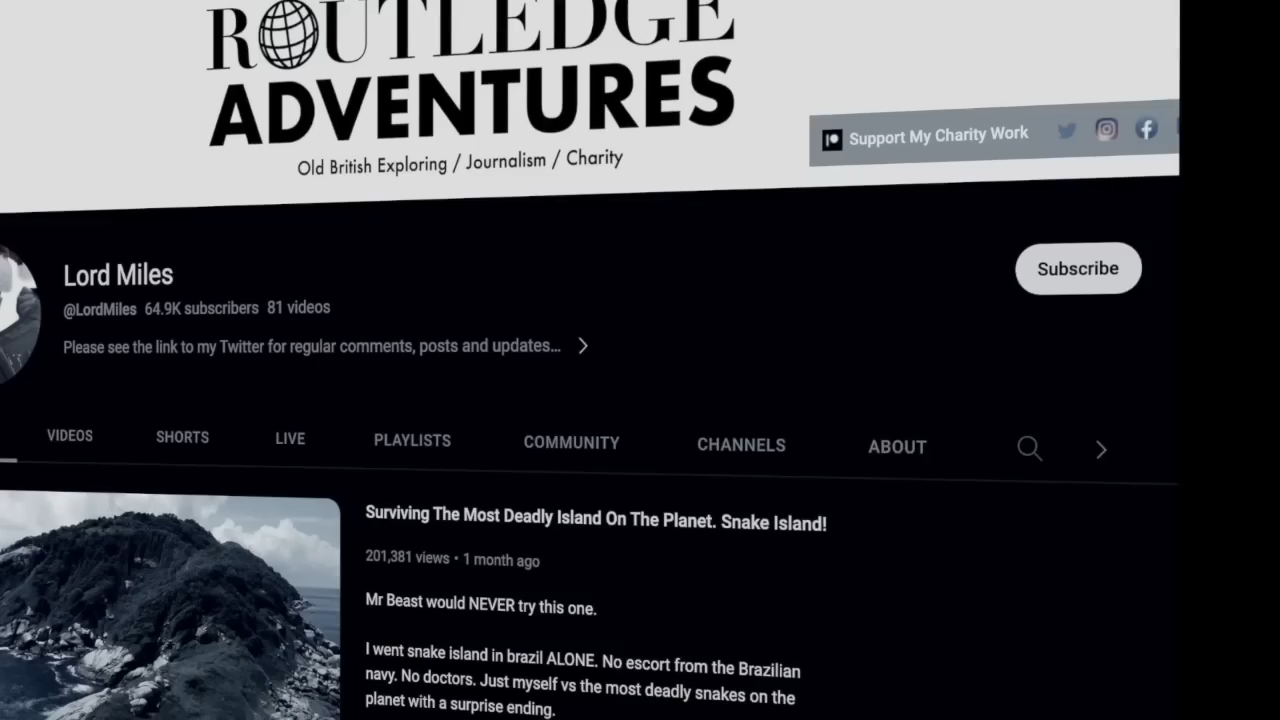 ROUTLEDGE
ADVENTURES
Old British Exploring / Journalism / Charity
Support My Charity Work
Lord Miles
Subscribe
@LordMiles 64.9K subscribers 81 videos
Please see the link to my Twitter for regular comments, posts and updates...
VIDEOS SHORTS LIVE PLAYLISTS COMMUNITY CHANNELS ABOUT
Surviving The Most Deadly Island On The Planet. Snake Island!
201,381 views • 1 month ago
Mr Beast would NEVER try this one.
I went snake island in brazil ALONE. No escort from the Brazilian
navy. No doctors. Just myself vs the most deadly snakes on the
planet with a surprise ending.